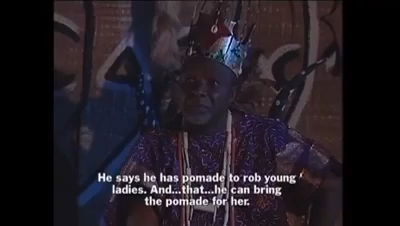 He says he has pomade to rob young
ladies. And...that...he can bring
the pomade for her.